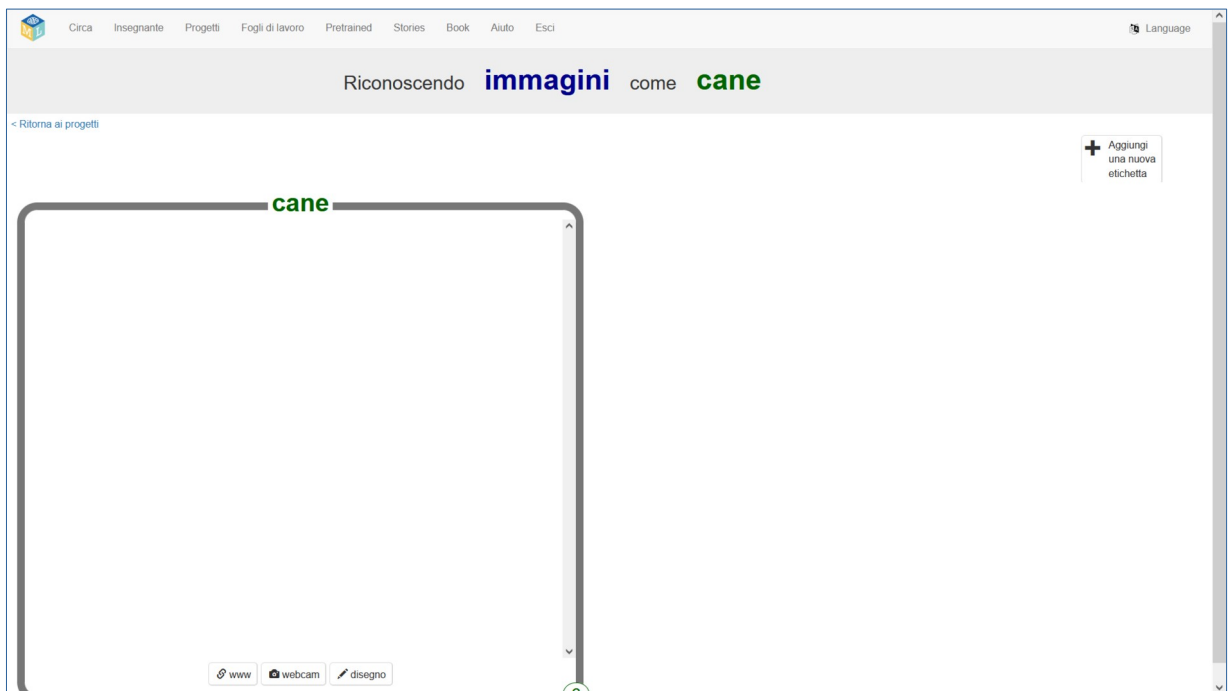 Circa Insegnante Progetti Fogli di lavoro Pretrained Stories Book Aiuto Esci Language
Riconoscendo immagini come cane
< Ritorna ai progetti
Aggiungi
una nuova
etichetta
cane
www webcam disegno